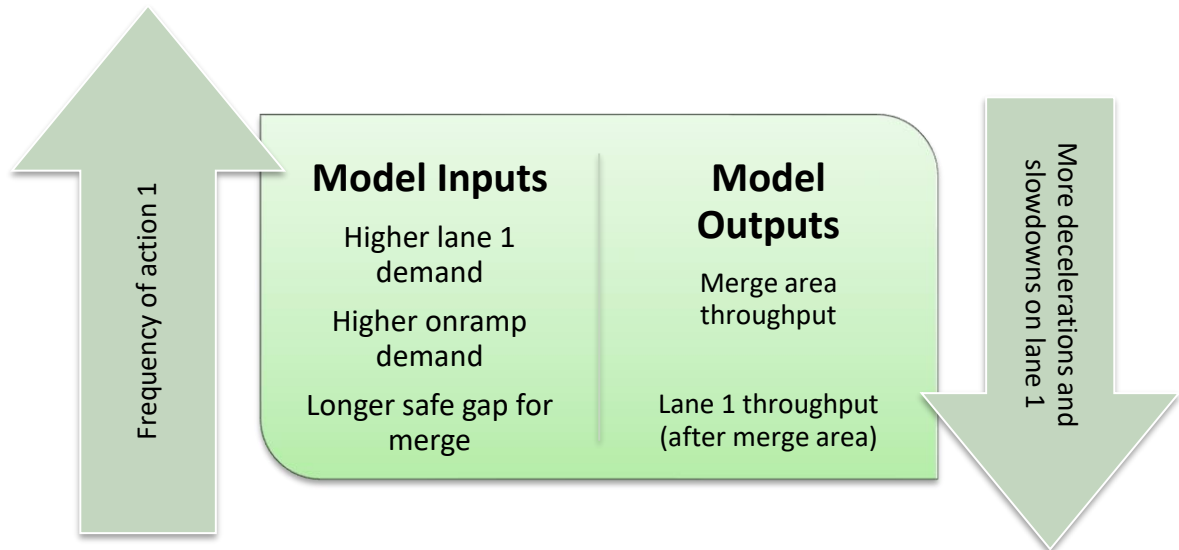 Frequency of action 1
Model Inputs
Higher lane 1
demand
Higher onramp
demand
Longer safe gap for
merge
Model
Outputs
Merge area
throughput
Lane 1 throughput
(after merge area)
More decelerations and
slowdowns on lane 1